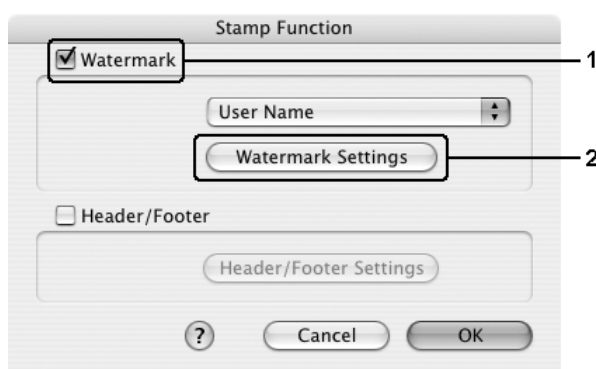 Stamp Function
Watermark
1
User Name
Watermark Settings
2
Header/Footer
Header/Footer Settings
?
Cancel
OK